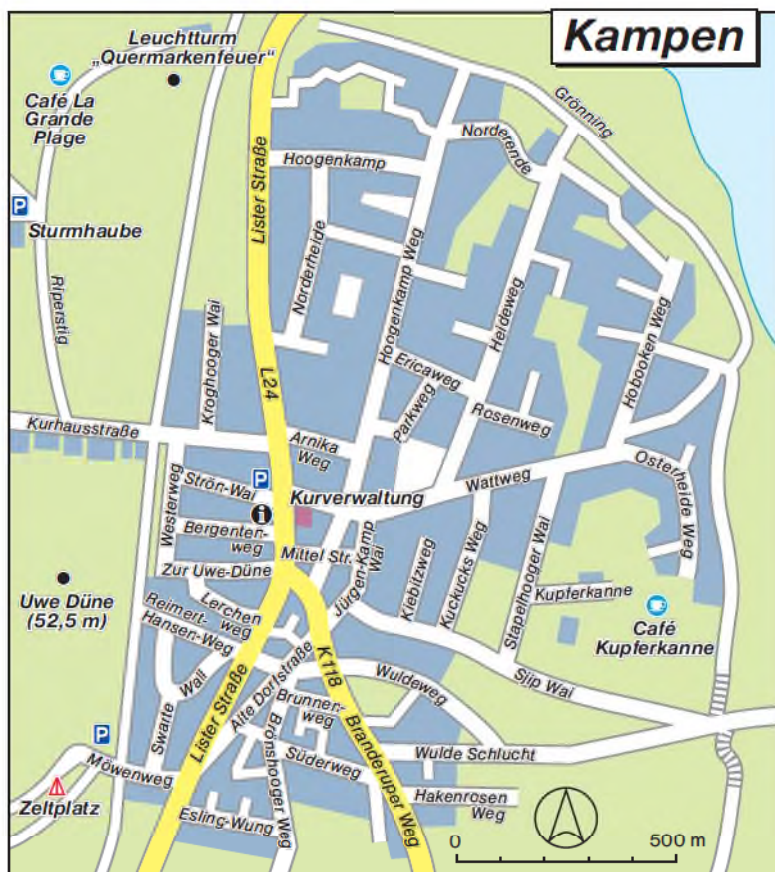 Kampen
Leuchtturm
„Quermarkenfeuer“
Café La
Grande
Plage
Grönning
Norderende
Hoogenkamp
Lister Straße
P
Sturmhaube
Norderheide
Hoogenkamp Weg
Heideweg
Riperstig
Kroghooger Wai
Hobooken Weg
L24
Ericaweg
Parkweg
Rosenweg
Kurhausstraße
Arnika
Weg
Osterheide Weg
Westerweg
P
Strön-Wai
Kurverwaltung
Wattweg
i
Bergenten-
weg
Mittel Str.
Jürgen-Kamp
Wai
Kiebitzweg
Kuckucks Weg
Stapelhooger Wai
Zur Uwe-Düne
Kupferkanne
Uwe Düne
(52,5 m)
Lerchen-
weg
Reimert-
Hansen-Weg
Café
Kupferkanne
K118
Sjip Wai
Swarte Wall
Lister Straße
Alte Dorfstraße
Wuldeweg
Brunnen-
weg
Brönshooger Weg
Branderuper Weg
P
Süderweg
Wulde Schlucht
Möwenweg
Zeltplatz
Esling-Wung
Hakenrosen
Weg
0 500 m